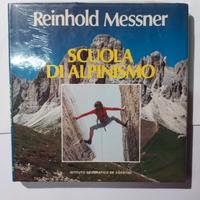 Reinhold Messner
SCUOLA
DI ALPINISMO
ISTITUTO GEOGRAFICO DE AGOSTINI